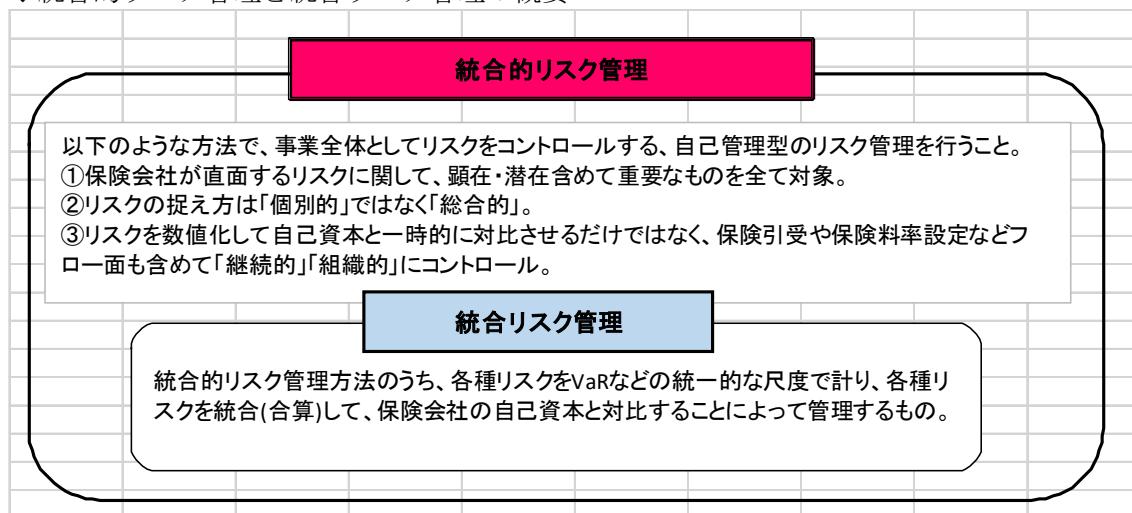 統合的リスク管理
以下のような方法で、事業全体としてリスクをコントロールする、自己管理型のリスク管理を行うこと。
①保険会社が直面するリスクに関して、顕在・潜在含めて重要なものを全て対象。
②リスクの捉え方は「個別的」ではなく「総合的」。
③リスクを数値化して自己資本と一時的に対比させるだけではなく、保険引受や保険料率設定などフ
ロー面も含めて「継続的」「組織的」にコントロール。
統合リスク管理
統合的リスク管理方法のうち、各種リスクをVaRなどの統一的な尺度で計り、各種リ
スクを統合(合算)して、保険会社の自己資本と対比することによって管理するもの。